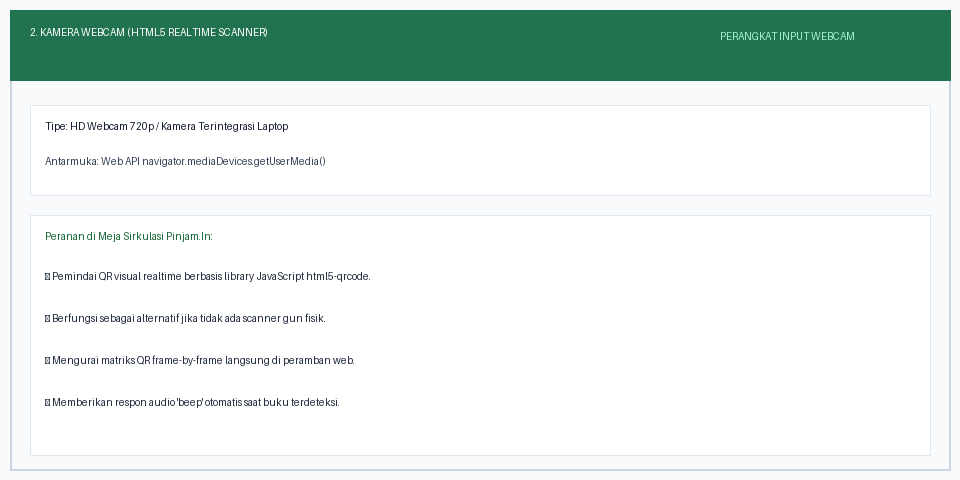 2. KAMERA WEBCAM (HTML5 REALTIME SCANNER)
PERANGKAT INPUT WEBCAM
Tipe: HD Webcam 720p / Kamera Terintegrasi Laptop
Antarmuka: Web API navigator.mediaDevices.getUserMedia()
Peranan di Meja Sirkulasi Pinjam.In:
Pemindai QR visual realtime berbasis library JavaScript html5-qrcode.
Berfungsi sebagai alternatif jika tidak ada scanner gun fisik.
Mengurai matriks QR frame-by-frame langsung di peramban web.
Memberikan respon audio 'beep' otomatis saat buku terdeteksi.